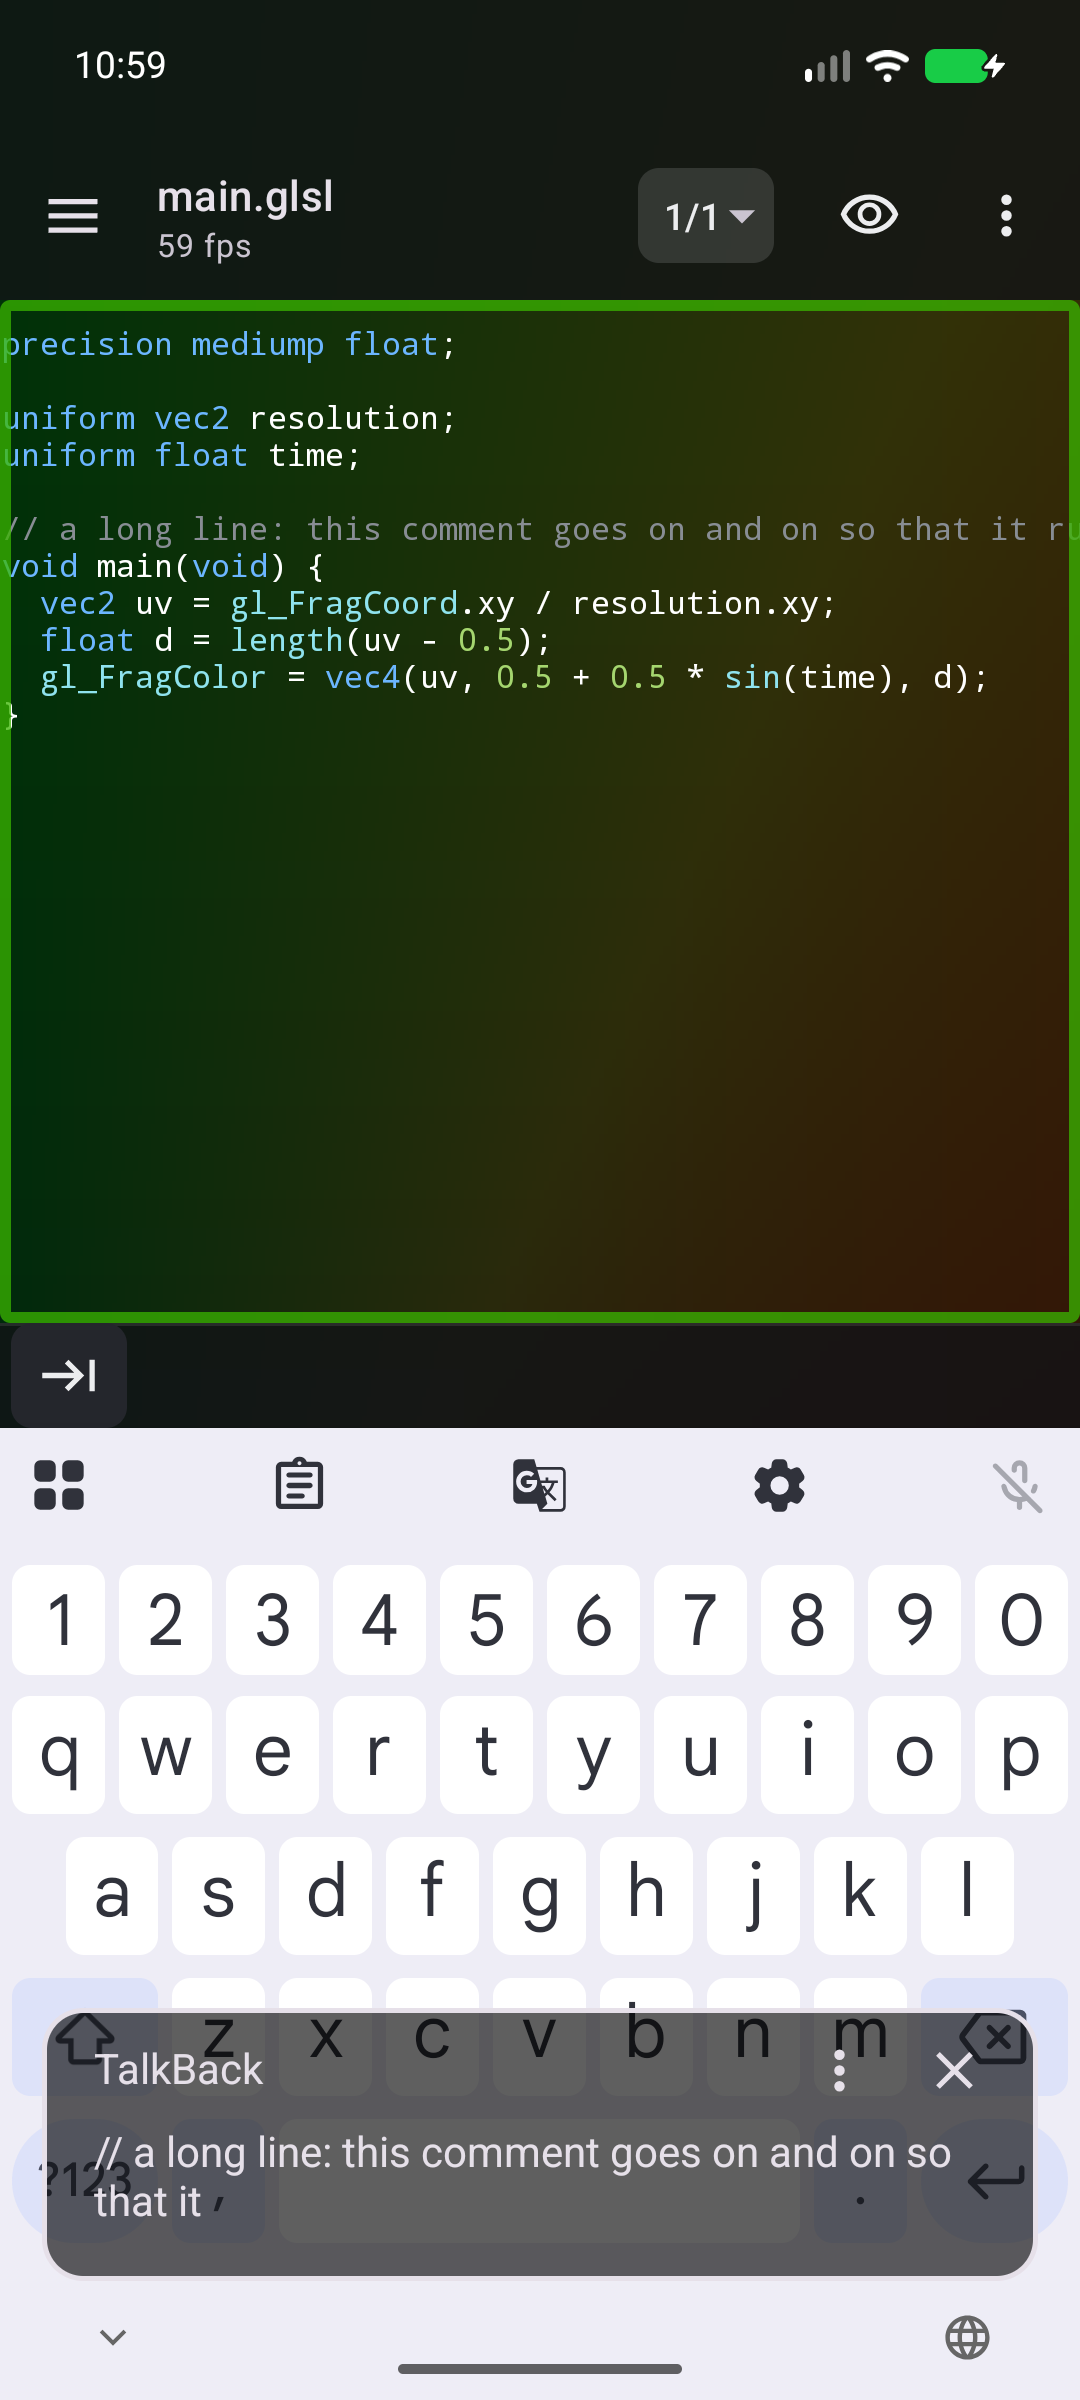 10:59
main.glsl
59 fps
1/1
precision mediump float;
uniform vec2 resolution;
uniform float time;
// a long line: this comment goes on and on so that it ru
void main(void) {
  vec2 uv = gl_FragCoord.xy / resolution.xy;
  float d = length(uv - 0.5);
  gl_FragColor = vec4(uv, 0.5 + 0.5 * sin(time), d);
}
1 2 3 4 5 6 7 8 9 0
q w e r t y u i o p
a s d f g h j k l
z x c v b n m
TalkBack
// a long line: this comment goes on and on so
that it
?123 , .